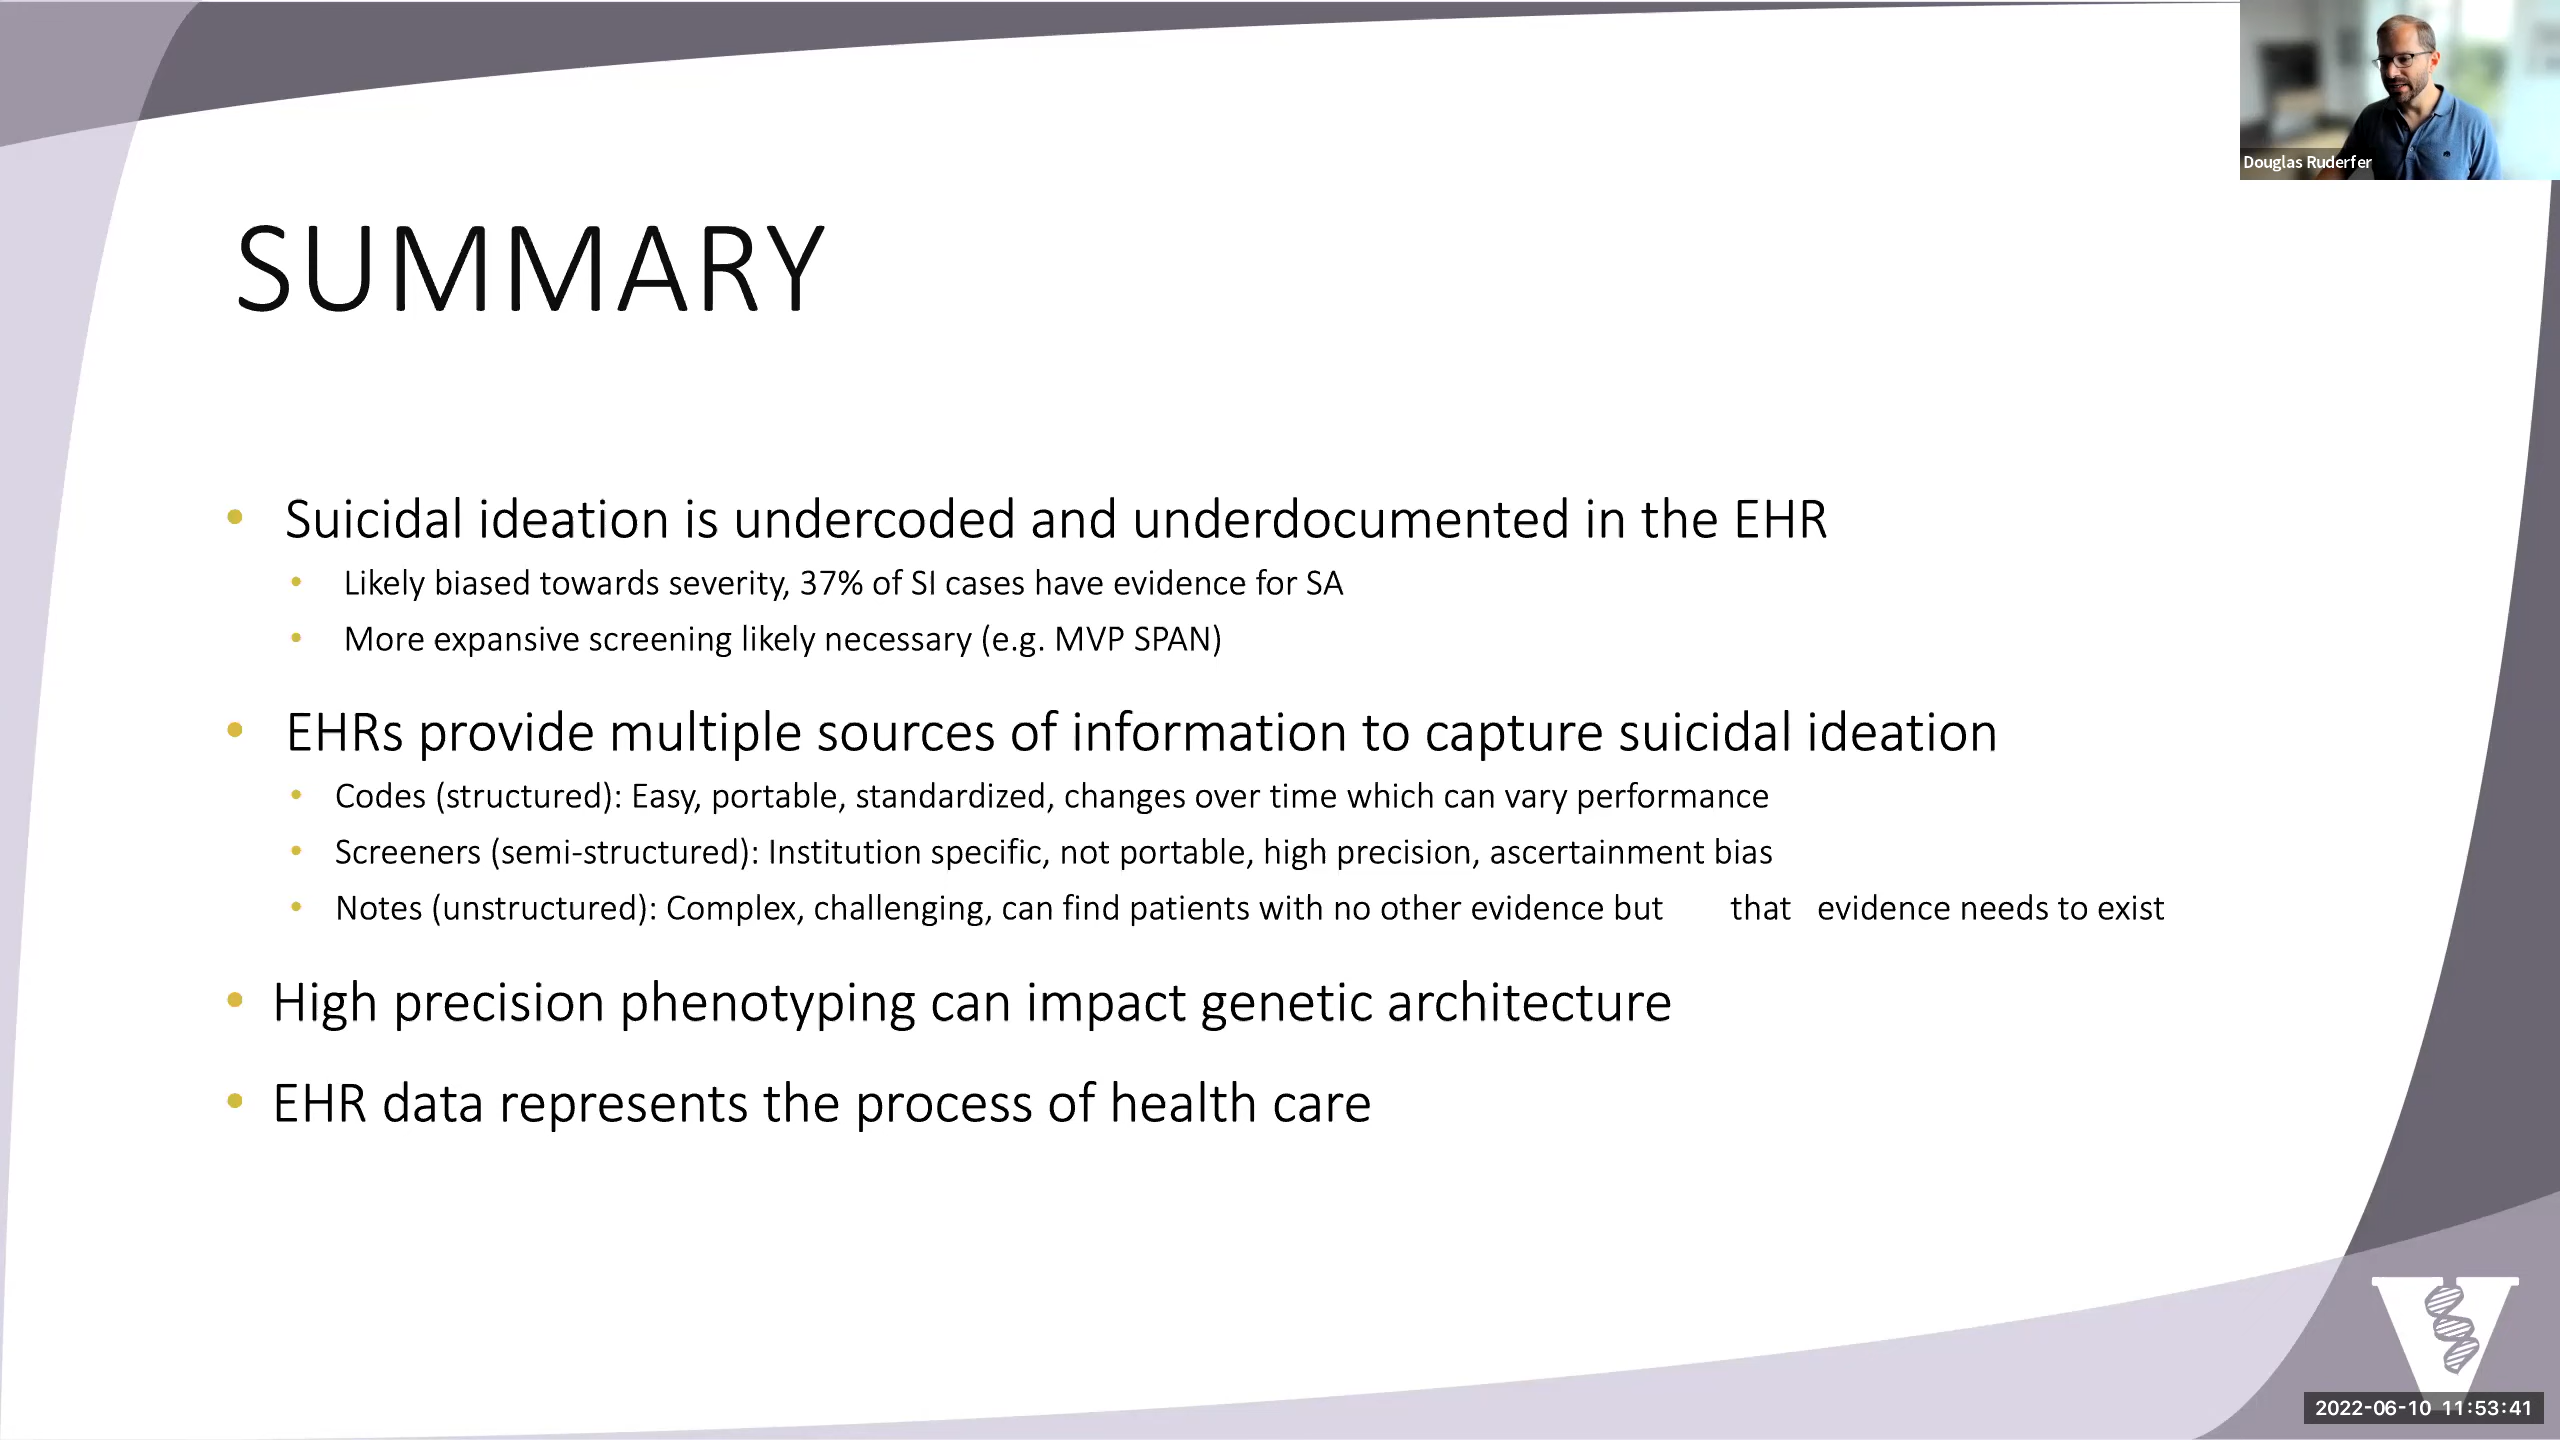 Douglas Ruderfer
SUMMARY
• Suicidal ideation is undercoded and underdocumented in the EHR
• Likely biased towards severity, 37% of SI cases have evidence for SA
• More expansive screening likely necessary (e.g. MVP SPAN)
• EHRs provide multiple sources of information to capture suicidal ideation
• Codes (structured): Easy, portable, standardized, changes over time which can vary performance
• Screeners (semi-structured): Institution specific, not portable, high precision, ascertainment bias
• Notes (unstructured): Complex, challenging, can find patients with no other evidence but that evidence needs to exist
• High precision phenotyping can impact genetic architecture
• EHR data represents the process of health care
V
2022-06-10 11:53:41